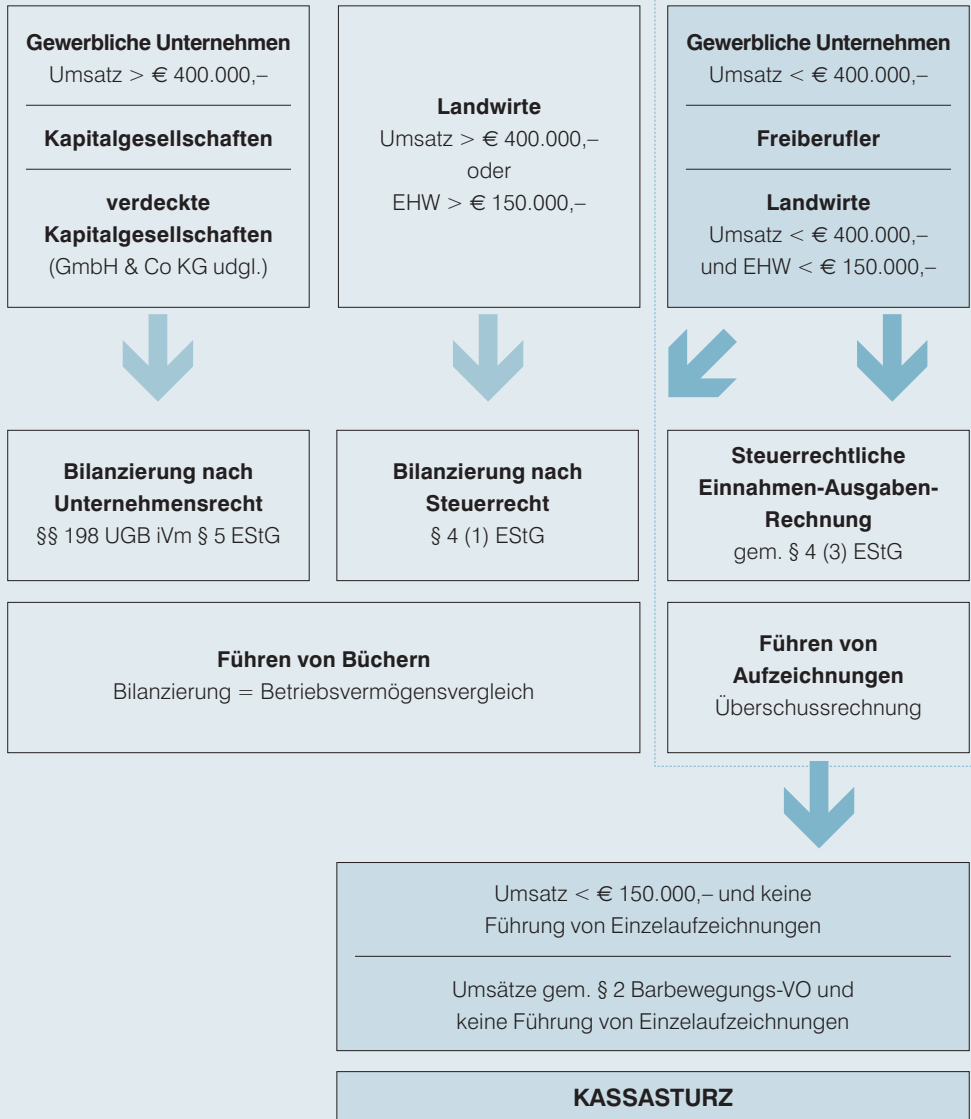 Gewerbliche Unternehmen
Umsatz > € 400.000,–
Kapitalgesellschaften
verdeckte
Kapitalgesellschaften
(GmbH & Co KG udgl.)
Landwirte
Umsatz > € 400.000,–
oder
EHW > € 150.000,–
Gewerbliche Unternehmen
Umsatz < € 400.000,–
Freiberufler
Landwirte
Umsatz < € 400.000,–
und EHW < € 150.000,–
Bilanzierung nach
Unternehmensrecht
§§ 198 UGB iVm § 5 EStG
Bilanzierung nach
Steuerrecht
§ 4 (1) EStG
Steuerrechtliche
Einnahmen-Ausgaben-
Rechnung
gem. § 4 (3) EStG
Führen von Büchern
Bilanzierung = Betriebsvermögensvergleich
Führen von
Aufzeichnungen
Überschussrechnung
Umsatz < € 150.000,– und keine
Führung von Einzelaufzeichnungen
Umsätze gem. § 2 Barbewegungs-VO und
keine Führung von Einzelaufzeichnungen
KASSASTURZ